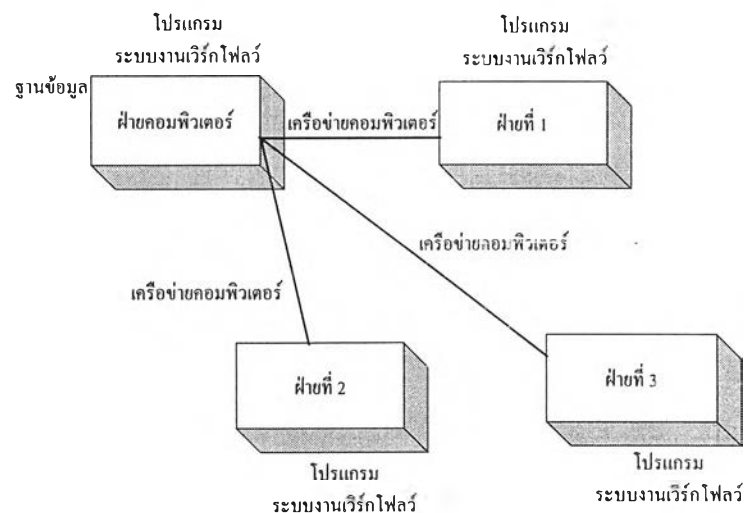 โปรแกรม
ระบบงานเวิร์กโฟลว์
โปรแกรม
ระบบงานเวิร์กโฟลว์
ฐานข้อมูล
ฝ่ายคอมพิวเตอร์
เครือข่ายคอมพิวเตอร์
ฝ่ายที่ 1
เครือข่ายคอมพิวเตอร์
เครือข่ายคอมพิวเตอร์
ฝ่ายที่ 2
ฝ่ายที่ 3
โปรแกรม
ระบบงานเวิร์กโฟลว์
โปรแกรม
ระบบงานเวิร์กโฟลว์